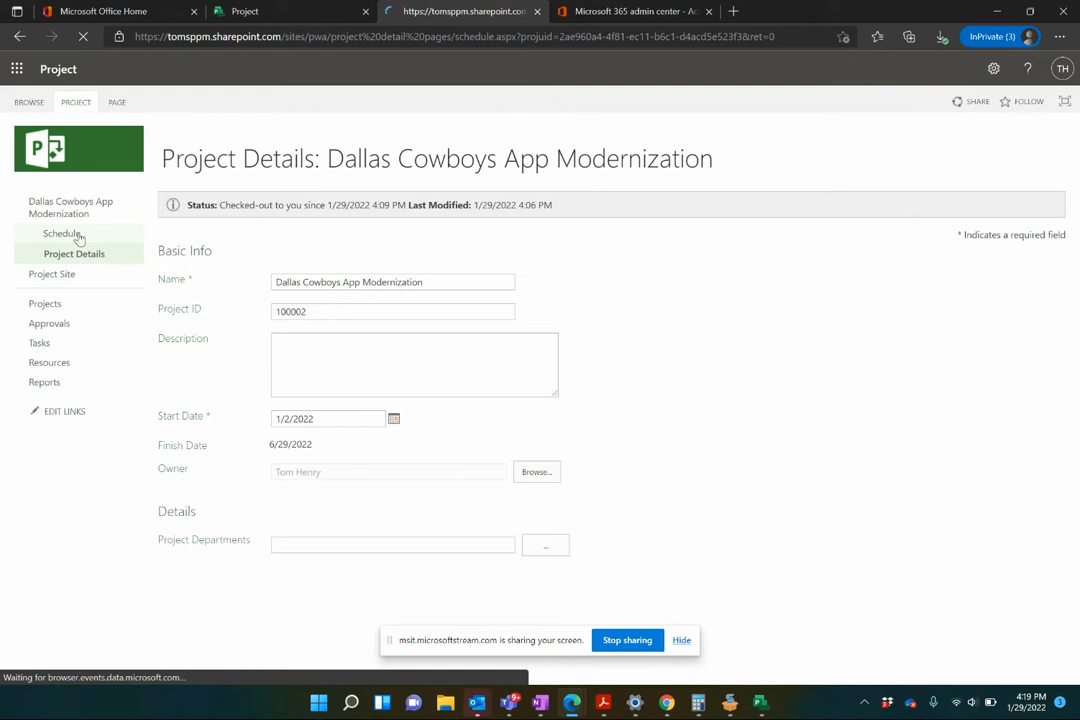 Microsoft Office Home
Project
https://tomsppm.sharepoint.com
Microsoft 365 admin center - Ac
https://tomsppm.sharepoint.com/sites/pwa/project%20detail%20pages/schedule.aspx?projuid=2ae960a4-4f81-ec11-b6c1-d4acd5e523f3&ret=0
InPrivate (3)
Project
TH
BROWSE
PROJECT
PAGE
SHARE
FOLLOW
P
Project Details: Dallas Cowboys App Modernization
Dallas Cowboys App
Modernization
Schedule
Project Details
Project Site
Projects
Approvals
Tasks
Resources
Reports
EDIT LINKS
Status: Checked-out to you since 1/29/2022 4:09 PM Last Modified: 1/29/2022 4:06 PM
* Indicates a required field
Basic Info
Name *
Dallas Cowboys App Modernization
Project ID
100002
Description
Start Date *
1/2/2022
Finish Date
6/29/2022
Owner
Tom Henry
Browse...
Details
Project Departments
...
msit.microsoftstream.com is sharing your screen.
Stop sharing
Hide
Waiting for browser.events.data.microsoft.com...
4:19 PM
1/29/2022